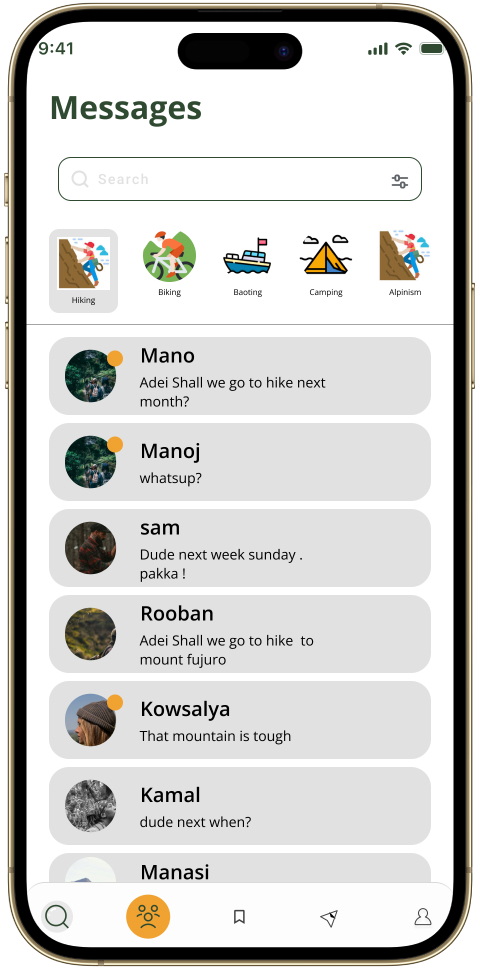 9:41
Messages
Search
Hiking
Biking
Baoting
Camping
Alpinism
Mano
Adei Shall we go to hike next
month?
Manoj
whatsup?
sam
Dude next week sunday .
pakka !
Rooban
Adei Shall we go to hike  to
mount fujuro
Kowsalya
That mountain is tough
Kamal
dude next when?
Manasi